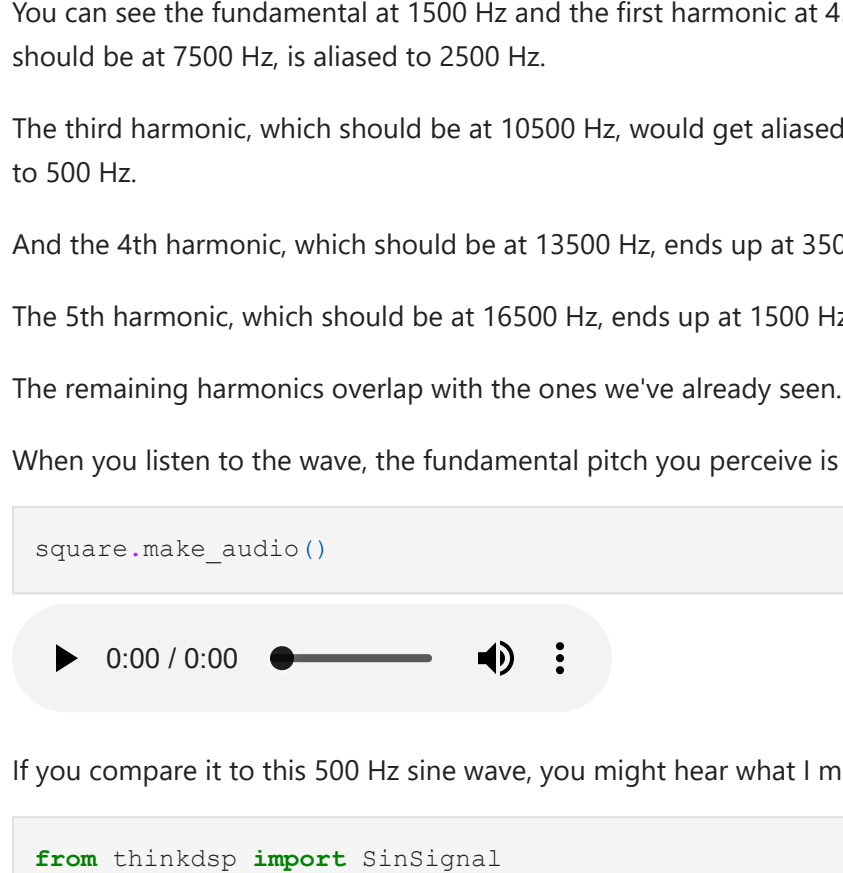 You can see the fundamental at 1500 Hz and the first harmonic at 4
should be at 7500 Hz, is aliased to 2500 Hz.
The third harmonic, which should be at 10500 Hz, would get aliased
to 500 Hz.
And the 4th harmonic, which should be at 13500 Hz, ends up at 350
The 5th harmonic, which should be at 16500 Hz, ends up at 1500 Hz
The remaining harmonics overlap with the ones we've already seen.
When you listen to the wave, the fundamental pitch you perceive is
square.make_audio()
0:00 / 0:00
If you compare it to this 500 Hz sine wave, you might hear what I m
from thinkdsp import SinSignal